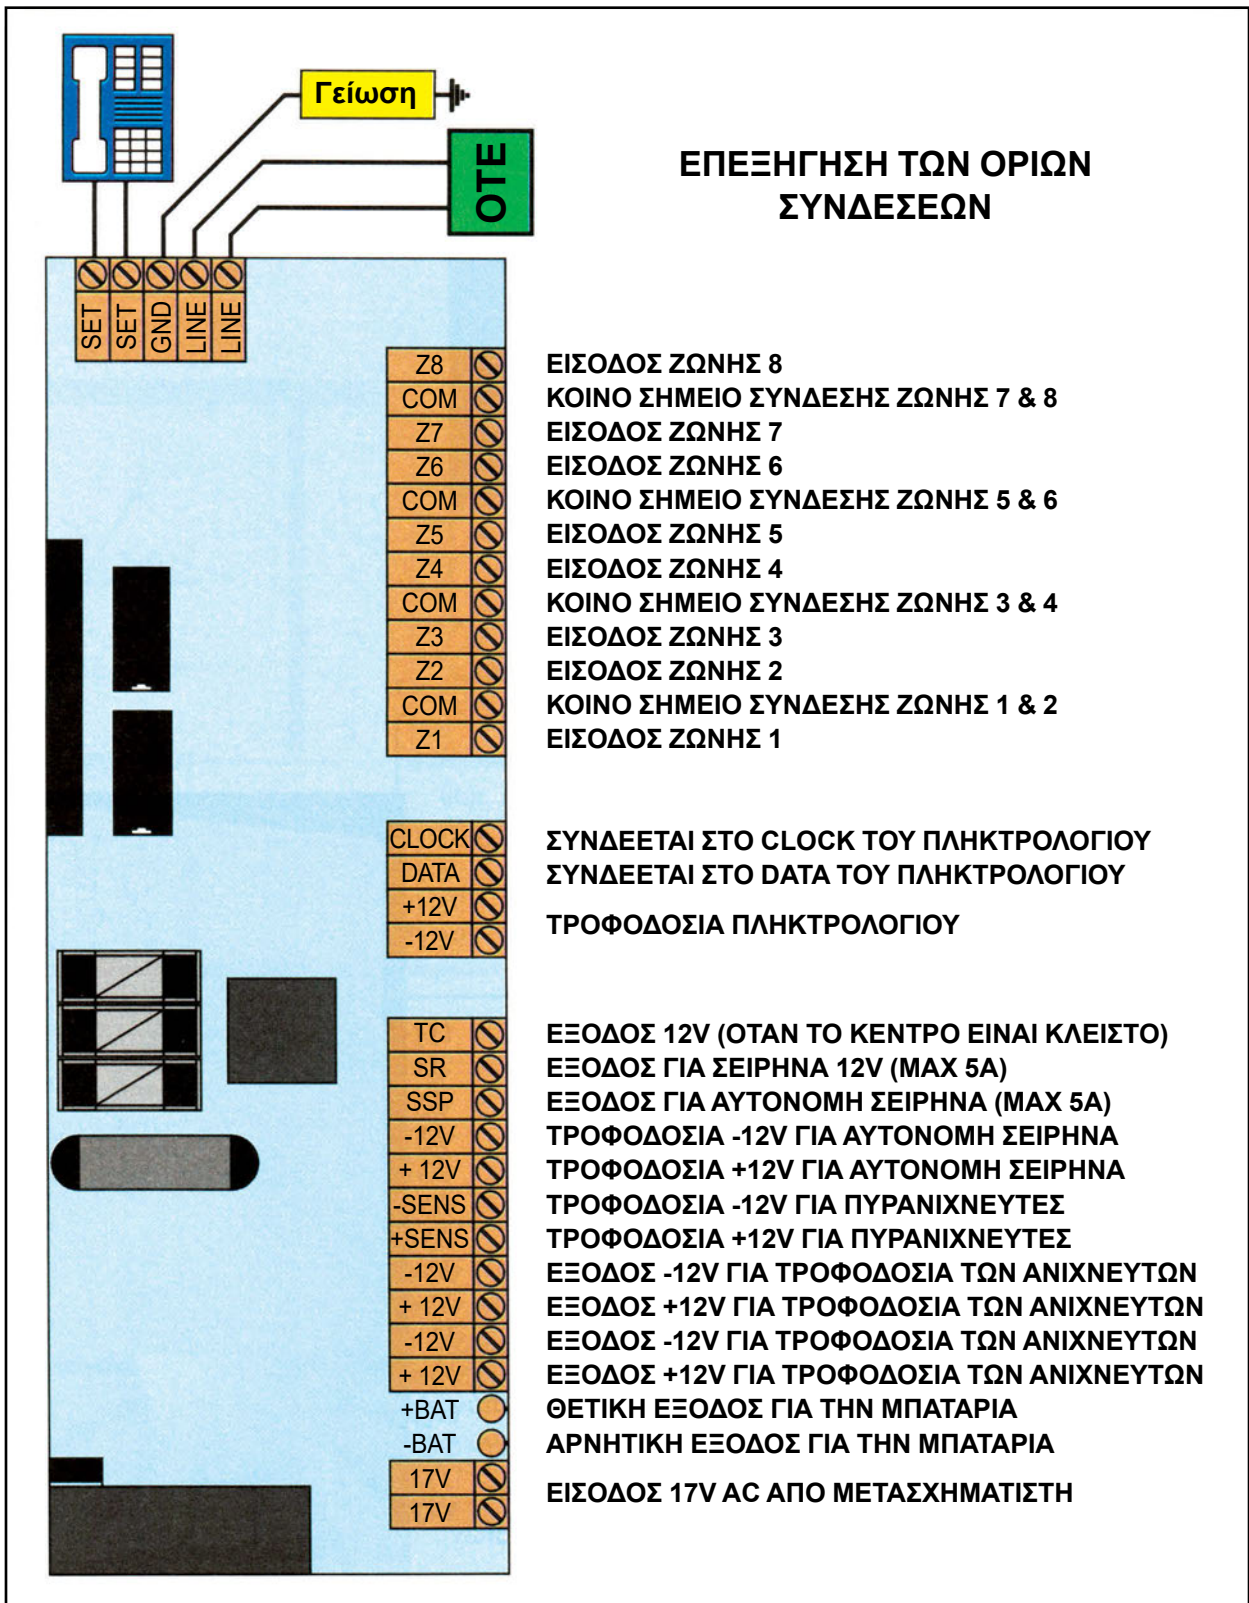 Γείωση
ΟΤΕ
ΕΠΕΞΗΓΗΣΗ ΤΩΝ ΟΡΙΩΝ
ΣΥΝΔΕΣΕΩΝ
SET
SET
GND
LINE
LINE
Z8 ΕΙΣΟΔΟΣ ΖΩΝΗΣ 8
COM ΚΟΙΝΟ ΣΗΜΕΙΟ ΣΥΝΔΕΣΗΣ ΖΩΝΗΣ 7 & 8
Z7 ΕΙΣΟΔΟΣ ΖΩΝΗΣ 7
Z6 ΕΙΣΟΔΟΣ ΖΩΝΗΣ 6
COM ΚΟΙΝΟ ΣΗΜΕΙΟ ΣΥΝΔΕΣΗΣ ΖΩΝΗΣ 5 & 6
Z5 ΕΙΣΟΔΟΣ ΖΩΝΗΣ 5
Z4 ΕΙΣΟΔΟΣ ΖΩΝΗΣ 4
COM ΚΟΙΝΟ ΣΗΜΕΙΟ ΣΥΝΔΕΣΗΣ ΖΩΝΗΣ 3 & 4
Z3 ΕΙΣΟΔΟΣ ΖΩΝΗΣ 3
Z2 ΕΙΣΟΔΟΣ ΖΩΝΗΣ 2
COM ΚΟΙΝΟ ΣΗΜΕΙΟ ΣΥΝΔΕΣΗΣ ΖΩΝΗΣ 1 & 2
Z1 ΕΙΣΟΔΟΣ ΖΩΝΗΣ 1
CLOCK ΣΥΝΔΕΕΤΑΙ ΣΤΟ CLOCK ΤΟΥ ΠΛΗΚΤΡΟΛΟΓΙΟΥ
DATA ΣΥΝΔΕΕΤΑΙ ΣΤΟ DATA ΤΟΥ ΠΛΗΚΤΡΟΛΟΓΙΟΥ
+12V
ΤΡΟΦΟΔΟΣΙΑ ΠΛΗΚΤΡΟΛΟΓΙΟΥ
-12V
TC ΕΞΟΔΟΣ 12V (ΟΤΑΝ ΤΟ ΚΕΝΤΡΟ ΕΙΝΑΙ ΚΛΕΙΣΤΟ)
SR ΕΞΟΔΟΣ ΓΙΑ ΣΕΙΡΗΝΑ 12V (MAX 5A)
SSP ΕΞΟΔΟΣ ΓΙΑ ΑΥΤΟΝΟΜΗ ΣΕΙΡΗΝΑ (MAX 5A)
-12V ΤΡΟΦΟΔΟΣΙΑ -12V ΓΙΑ ΑΥΤΟΝΟΜΗ ΣΕΙΡΗΝΑ
+ 12V ΤΡΟΦΟΔΟΣΙΑ +12V ΓΙΑ ΑΥΤΟΝΟΜΗ ΣΕΙΡΗΝΑ
-SENS ΤΡΟΦΟΔΟΣΙΑ -12V ΓΙΑ ΠΥΡΑΝΙΧΝΕΥΤΕΣ
+SENS ΤΡΟΦΟΔΟΣΙΑ +12V ΓΙΑ ΠΥΡΑΝΙΧΝΕΥΤΕΣ
-12V ΕΞΟΔΟΣ -12V ΓΙΑ ΤΡΟΦΟΔΟΣΙΑ ΤΩΝ ΑΝΙΧΝΕΥΤΩΝ
+ 12V ΕΞΟΔΟΣ +12V ΓΙΑ ΤΡΟΦΟΔΟΣΙΑ ΤΩΝ ΑΝΙΧΝΕΥΤΩΝ
-12V ΕΞΟΔΟΣ -12V ΓΙΑ ΤΡΟΦΟΔΟΣΙΑ ΤΩΝ ΑΝΙΧΝΕΥΤΩΝ
+ 12V ΕΞΟΔΟΣ +12V ΓΙΑ ΤΡΟΦΟΔΟΣΙΑ ΤΩΝ ΑΝΙΧΝΕΥΤΩΝ
+BAT ΘΕΤΙΚΗ ΕΞΟΔΟΣ ΓΙΑ ΤΗΝ ΜΠΑΤΑΡΙΑ
-BAT ΑΡΝΗΤΙΚΗ ΕΞΟΔΟΣ ΓΙΑ ΤΗΝ ΜΠΑΤΑΡΙΑ
17V
ΕΙΣΟΔΟΣ 17V AC ΑΠΟ ΜΕΤΑΣΧΗΜΑΤΙΣΤΗ
17V